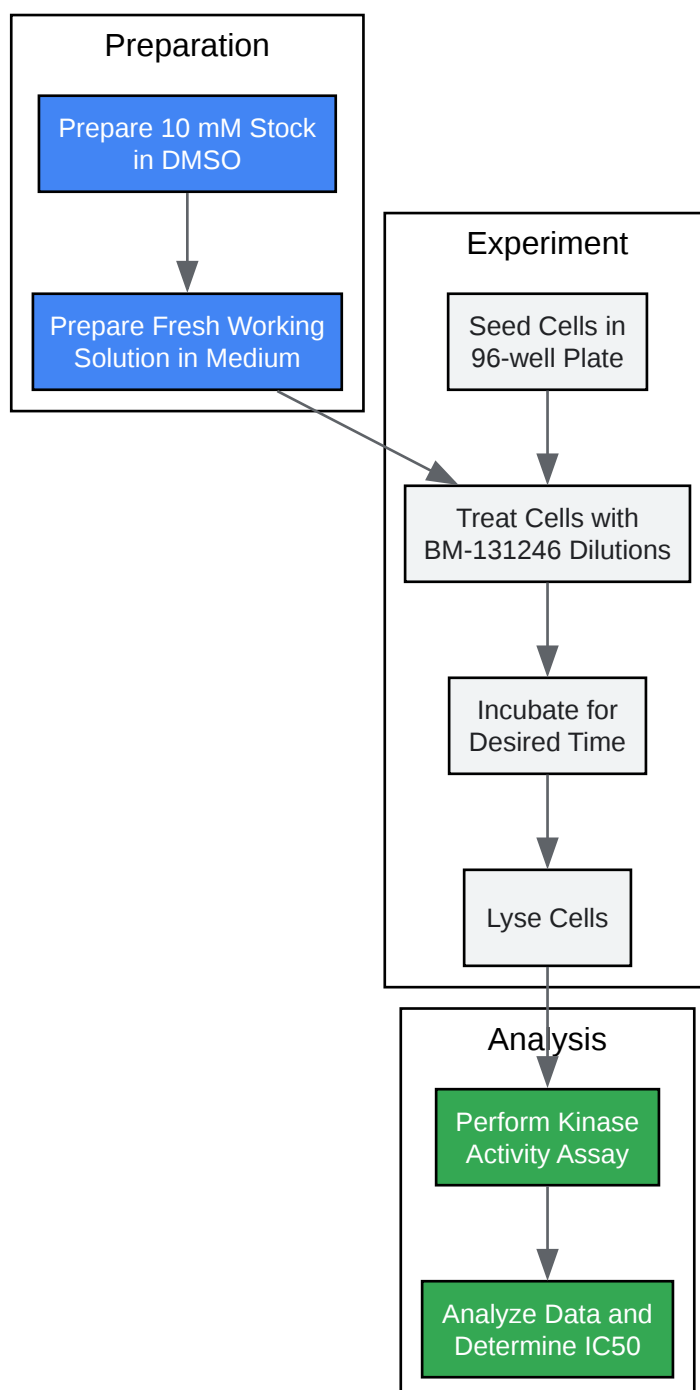 Preparation
Prepare 10 mM Stock
in DMSO
Prepare Fresh Working
Solution in Medium
Experiment
Seed Cells in
96-well Plate
Treat Cells with
BM-131246 Dilutions
Incubate for
Desired Time
Lyse Cells
Analysis
Perform Kinase
Activity Assay
Analyze Data and
Determine IC50